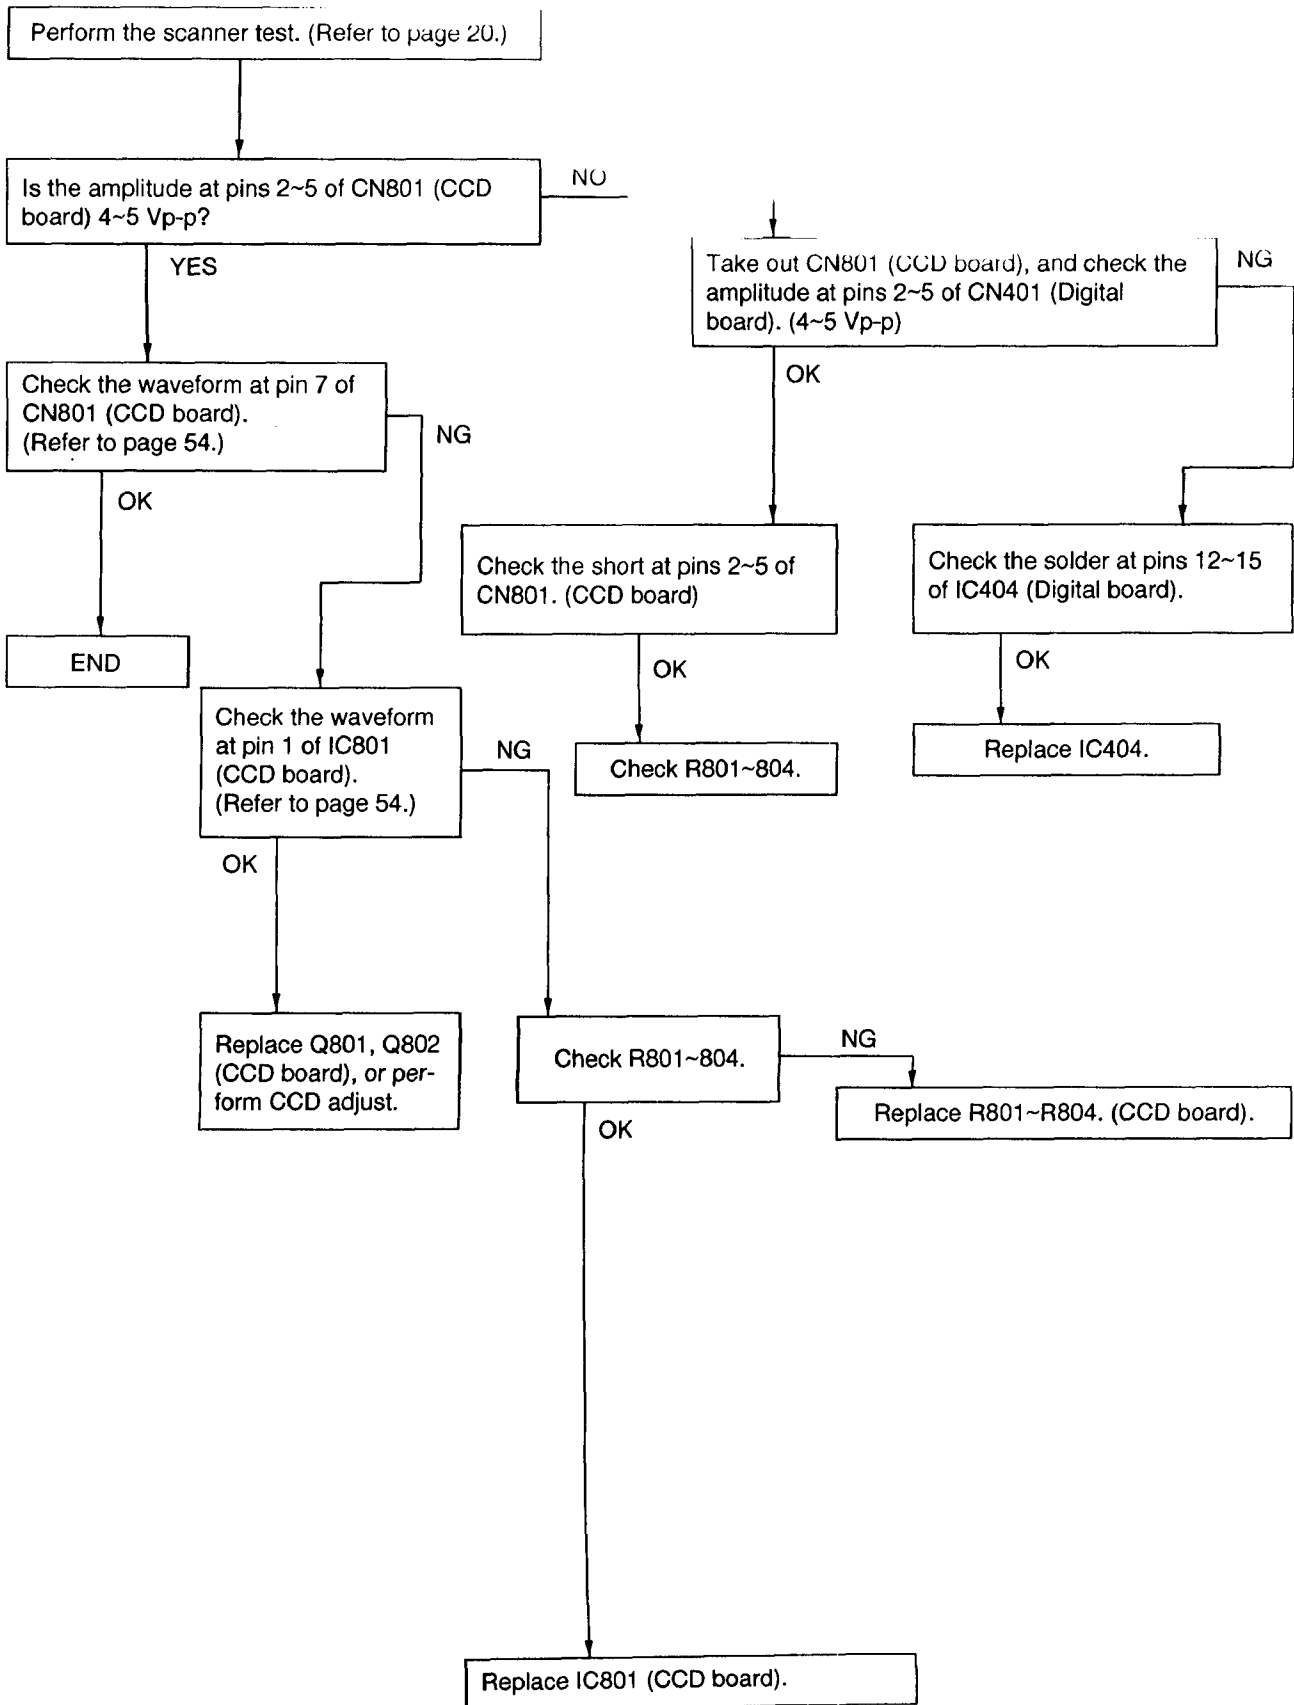 Perform the scanner test. (Refer to page 20.)
Is the amplitude at pins 2~5 of CN801 (CCD
board) 4~5 Vp-p?
NO
YES
Take out CN801 (CCD board), and check the
amplitude at pins 2~5 of CN401 (Digital
board). (4~5 Vp-p)
NG
OK
Check the waveform at pin 7 of
CN801 (CCD board).
(Refer to page 54.)
NG
OK
END
Check the short at pins 2~5 of
CN801. (CCD board)
OK
Check R801~804.
Check the solder at pins 12~15
of IC404 (Digital board).
OK
Replace IC404.
Check the waveform
at pin 1 of IC801
(CCD board).
(Refer to page 54.)
NG
OK
Replace Q801, Q802
(CCD board), or per-
form CCD adjust.
Check R801~804.
NG
Replace R801~R804. (CCD board).
OK
Replace IC801 (CCD board).